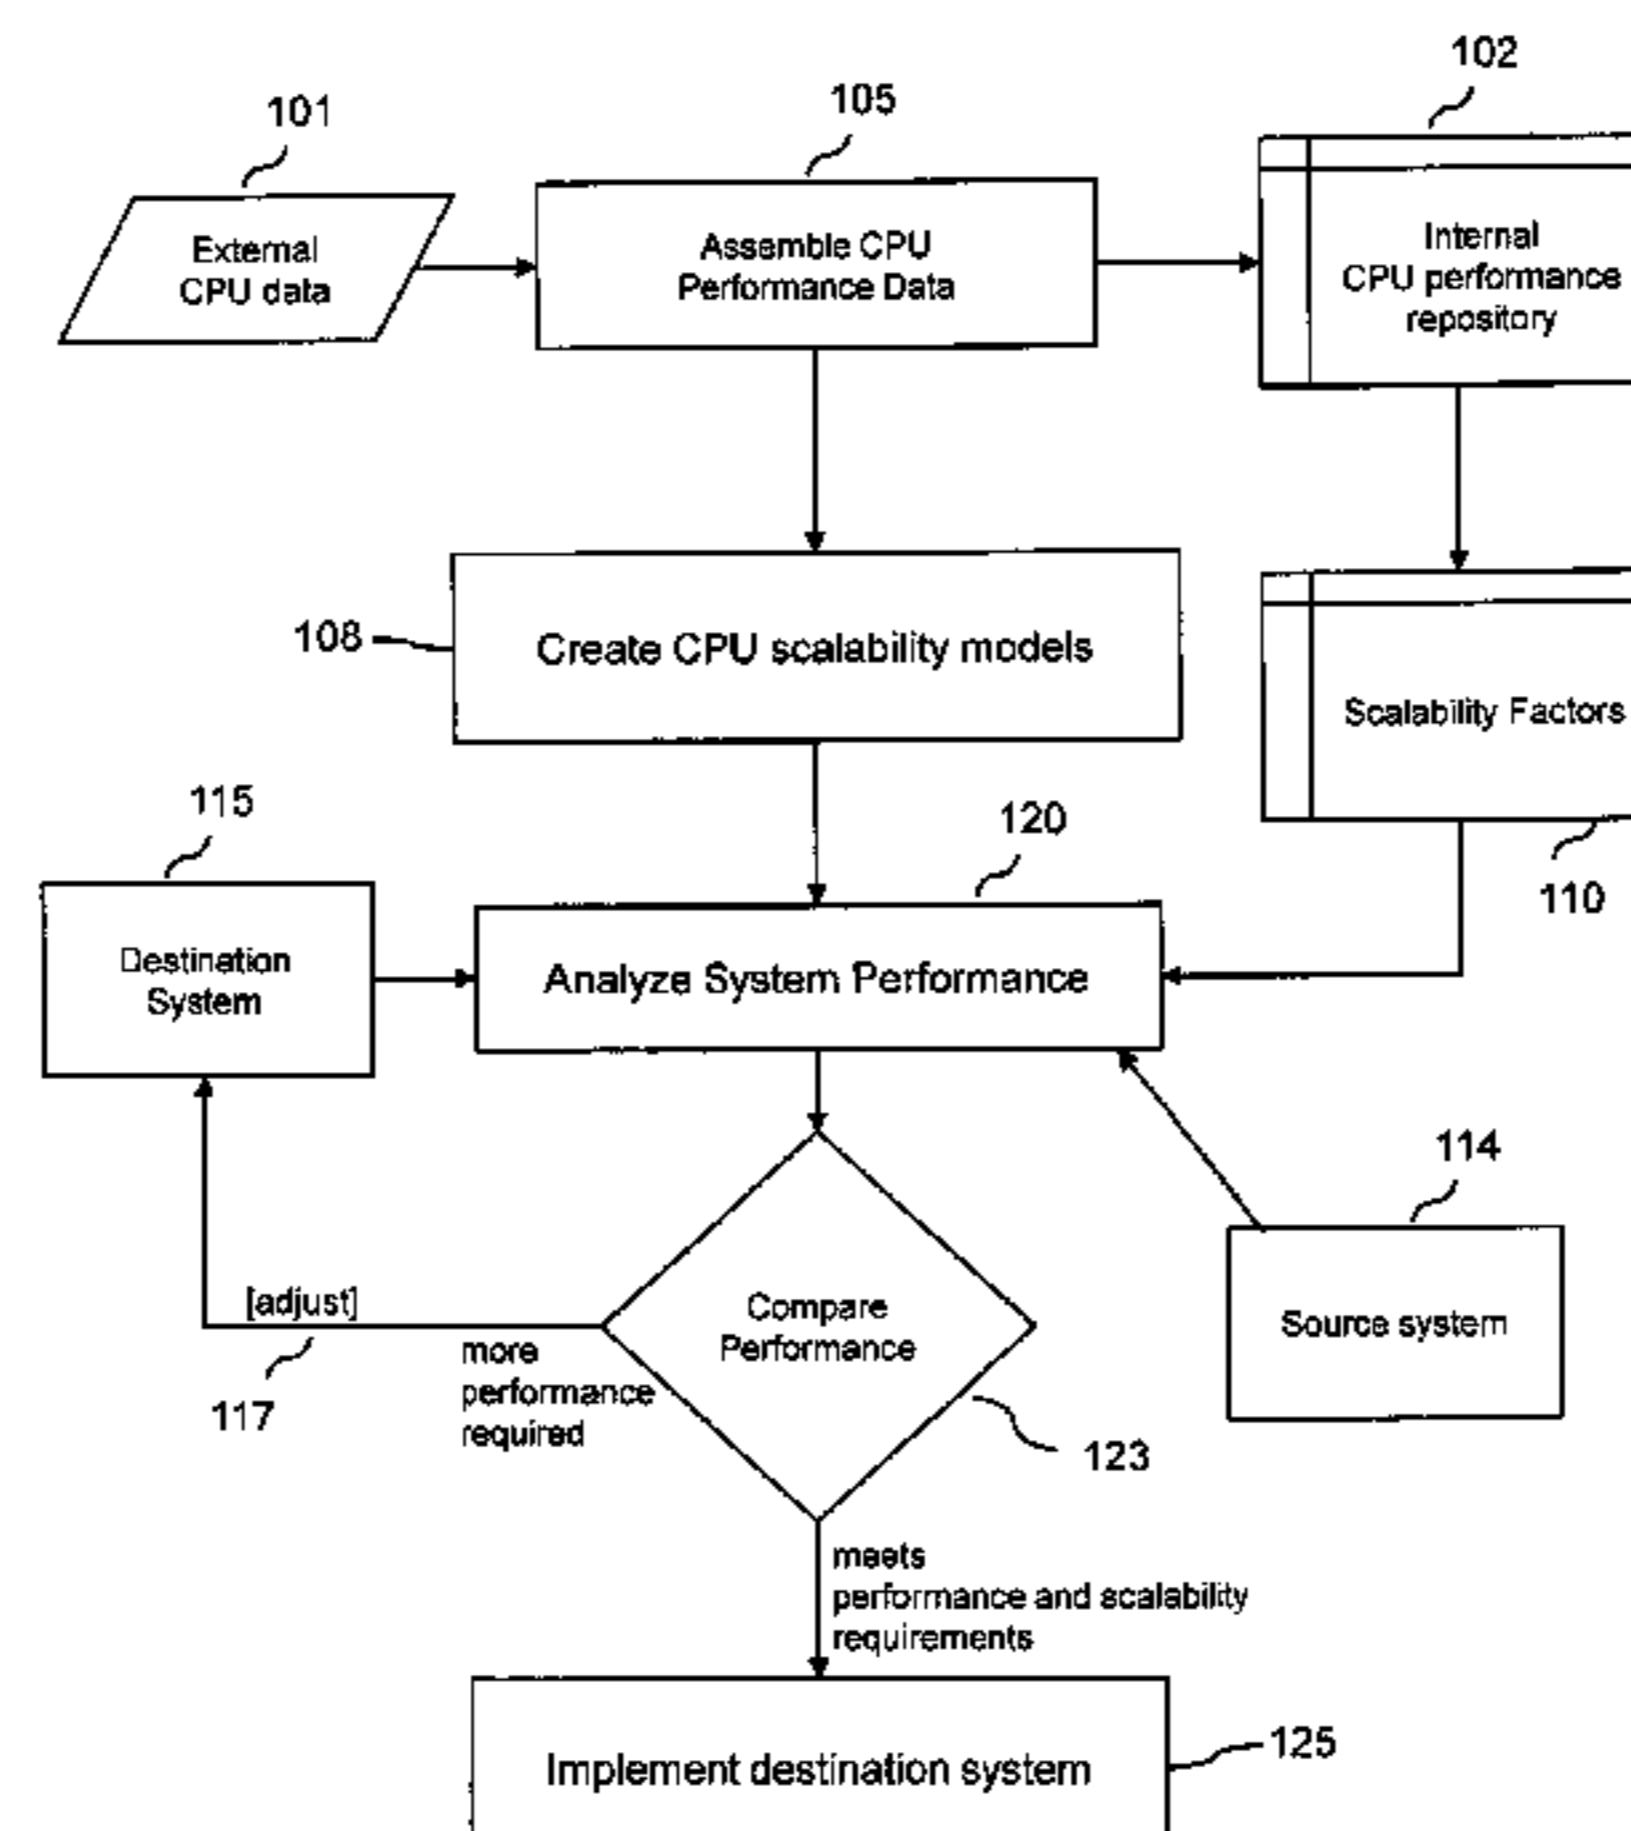 102
101
105
External
CPU data
Assemble CPU
Performance Data
Internal
CPU performance
repository
108
Create CPU scalability models
Scalability Factors
115
120
110
Destination
System
Analyze System Performance
114
[adjust]
117
more
performance
required
Compare
Performance
Source system
123
meets
performance and scalability
requirements
Implement destination system
125